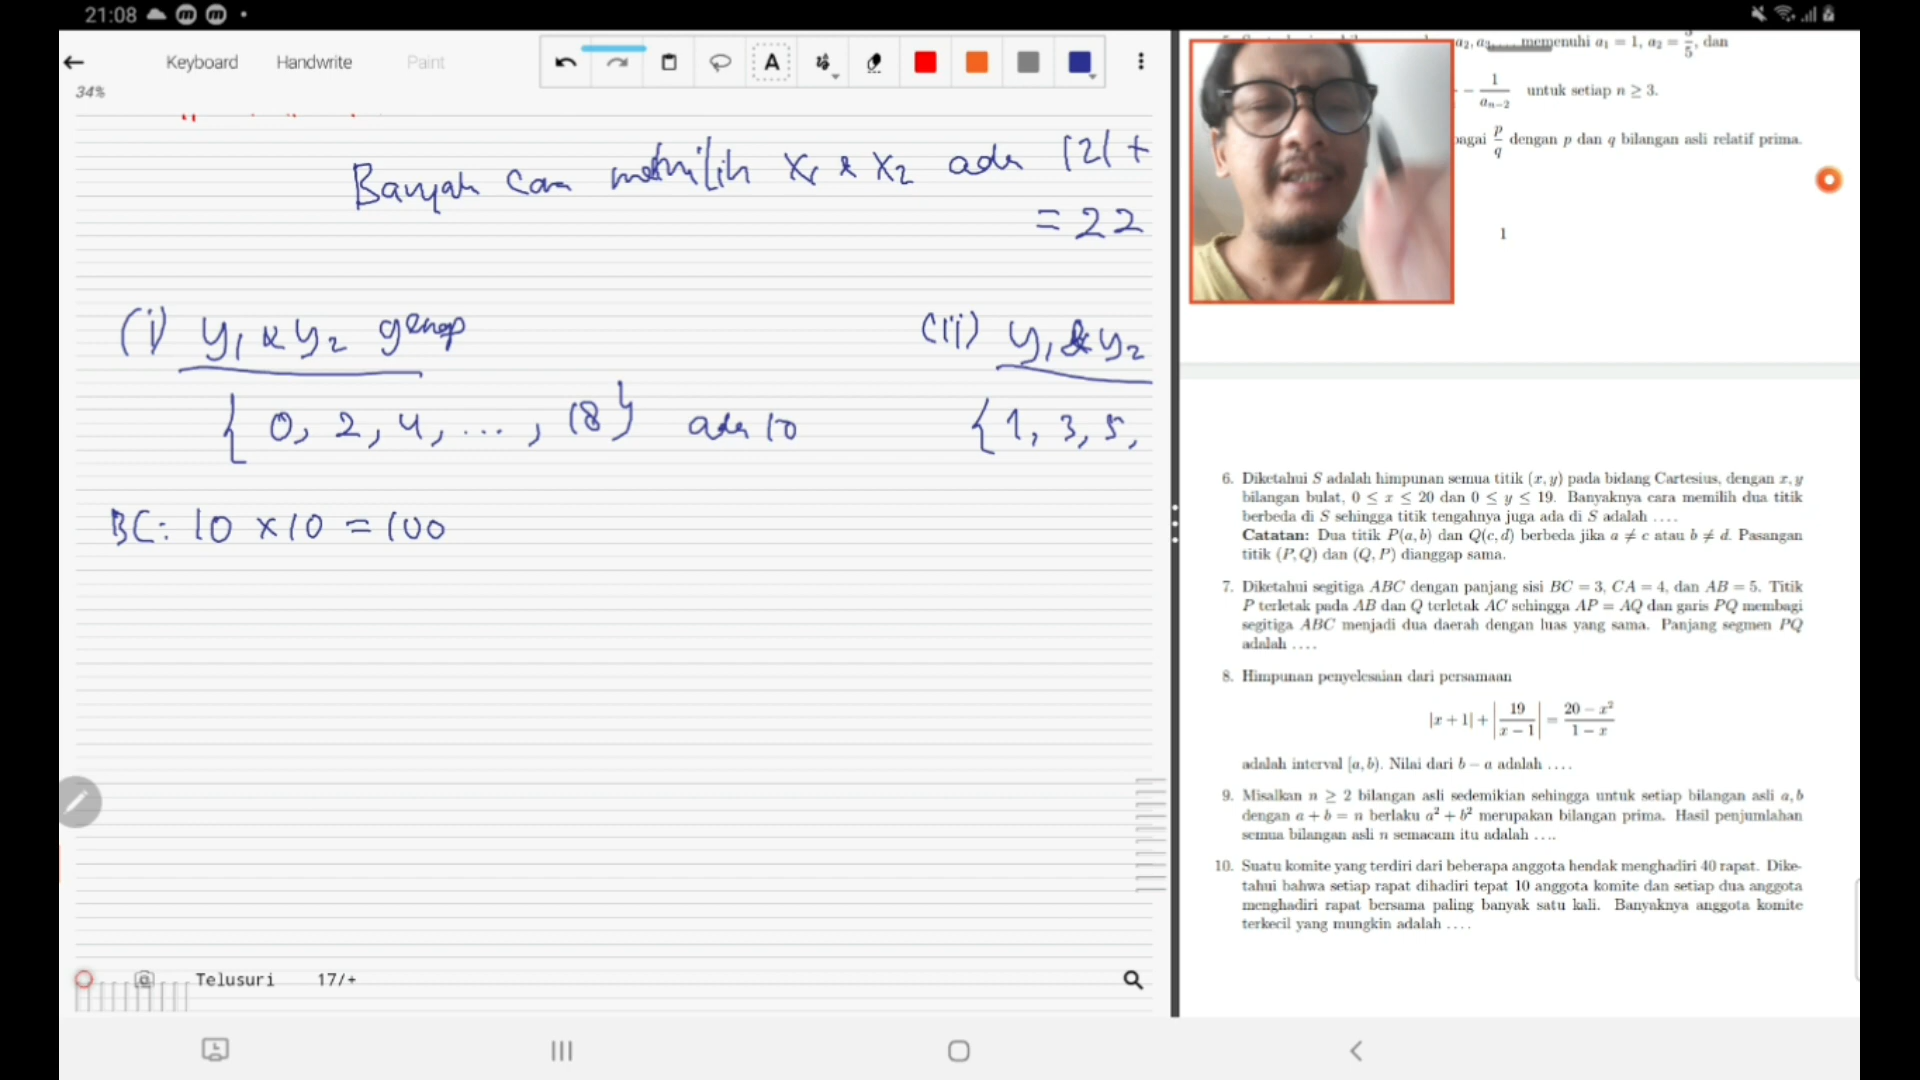 21:08
Keyboard Handwrite Paint
A
34%
Banyak cara memilih x₁ & x₂ ada 121 +
= 22
(i) y₁ & y₂ genap
{ 0, 2, 4, ..., 18} ada 10
BC: 10 × 10 = 100
(ii) y₁ & y₂
{1, 3, 5,
Telusuri 17/+
a₂, a₃, ... memenuhi a₁ = 1, a₂ = /5, dan
- 1/aₙ₋₂ untuk setiap n ≥ 3.
bagai p/q dengan p dan q bilangan asli relatif prima.
1
6. Diketahui S adalah himpunan semua titik (x, y) pada bidang Cartesius, dengan x, y
bilangan bulat, 0 ≤ x ≤ 20 dan 0 ≤ y ≤ 19. Banyaknya cara memilih dua titik
berbeda di S sehingga titik tengahnya juga ada di S adalah ....
Catatan: Dua titik P(a, b) dan Q(c, d) berbeda jika a ≠ c atau b ≠ d. Pasangan
titik (P, Q) dan (Q, P) dianggap sama.
7. Diketahui segitiga ABC dengan panjang sisi BC = 3, CA = 4, dan AB = 5. Titik
P terletak pada AB dan Q terletak AC sehingga AP = AQ dan garis PQ membagi
segitiga ABC menjadi dua daerah dengan luas yang sama. Panjang segmen PQ
adalah ....
8. Himpunan penyelesaian dari persamaan
|x + 1| + |19/(x − 1)| = (20 − x²)/(1 − x)
adalah interval [a, b). Nilai dari b − a adalah ....
9. Misalkan n ≥ 2 bilangan asli sedemikian sehingga untuk setiap bilangan asli a, b
dengan a + b = n berlaku a² + b² merupakan bilangan prima. Hasil penjumlahan
semua bilangan asli n semacam itu adalah ....
10. Suatu komite yang terdiri dari beberapa anggota hendak menghadiri 40 rapat. Dike-
tahui bahwa setiap rapat dihadiri tepat 10 anggota komite dan setiap dua anggota
menghadiri rapat bersama paling banyak satu kali. Banyaknya anggota komite
terkecil yang mungkin adalah ....